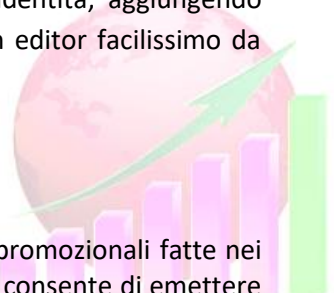 identità, aggiungendo
editor facilissimo da
promozionali fatte nei
consente di emettere